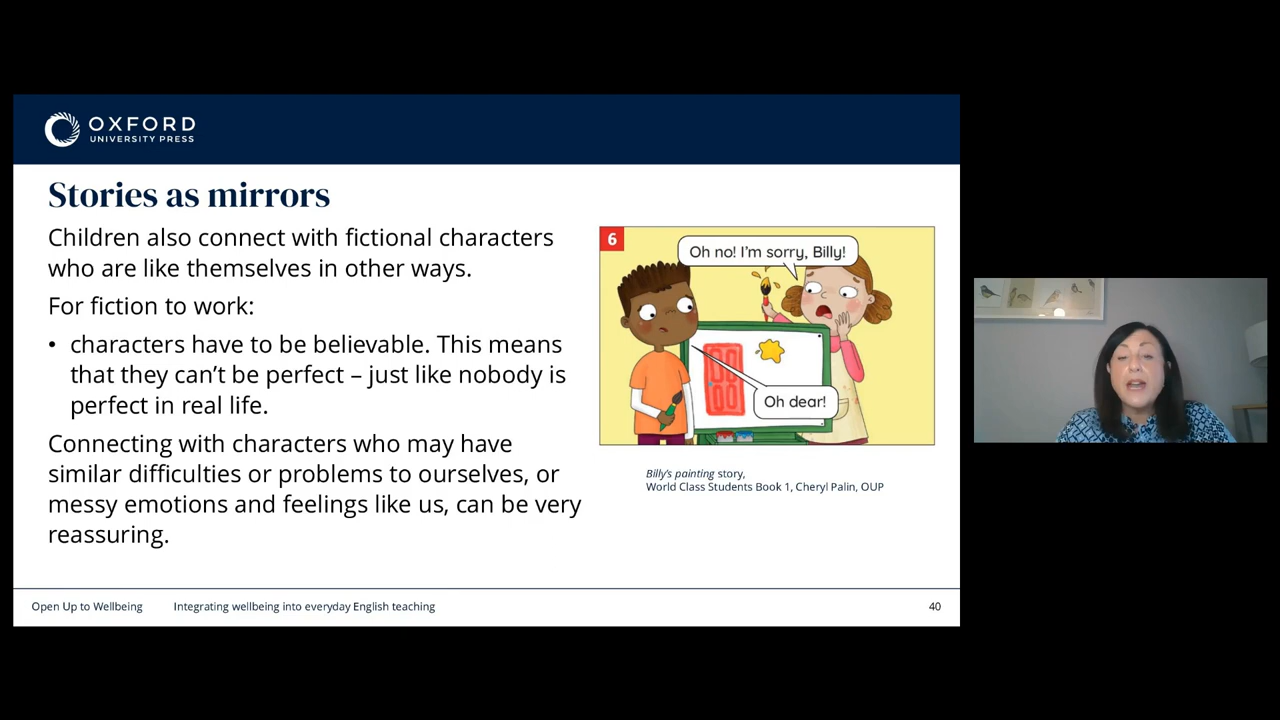 OXFORD
UNIVERSITY PRESS
Stories as mirrors
Children also connect with fictional characters
who are like themselves in other ways.
For fiction to work:
• characters have to be believable. This means
that they can’t be perfect – just like nobody is
perfect in real life.
Connecting with characters who may have
similar difficulties or problems to ourselves, or
messy emotions and feelings like us, can be very
reassuring.
6
Oh no! I’m sorry, Billy!
Oh dear!
Billy’s painting story,
World Class Students Book 1, Cheryl Palin, OUP
Open Up to Wellbeing
Integrating wellbeing into everyday English teaching
40